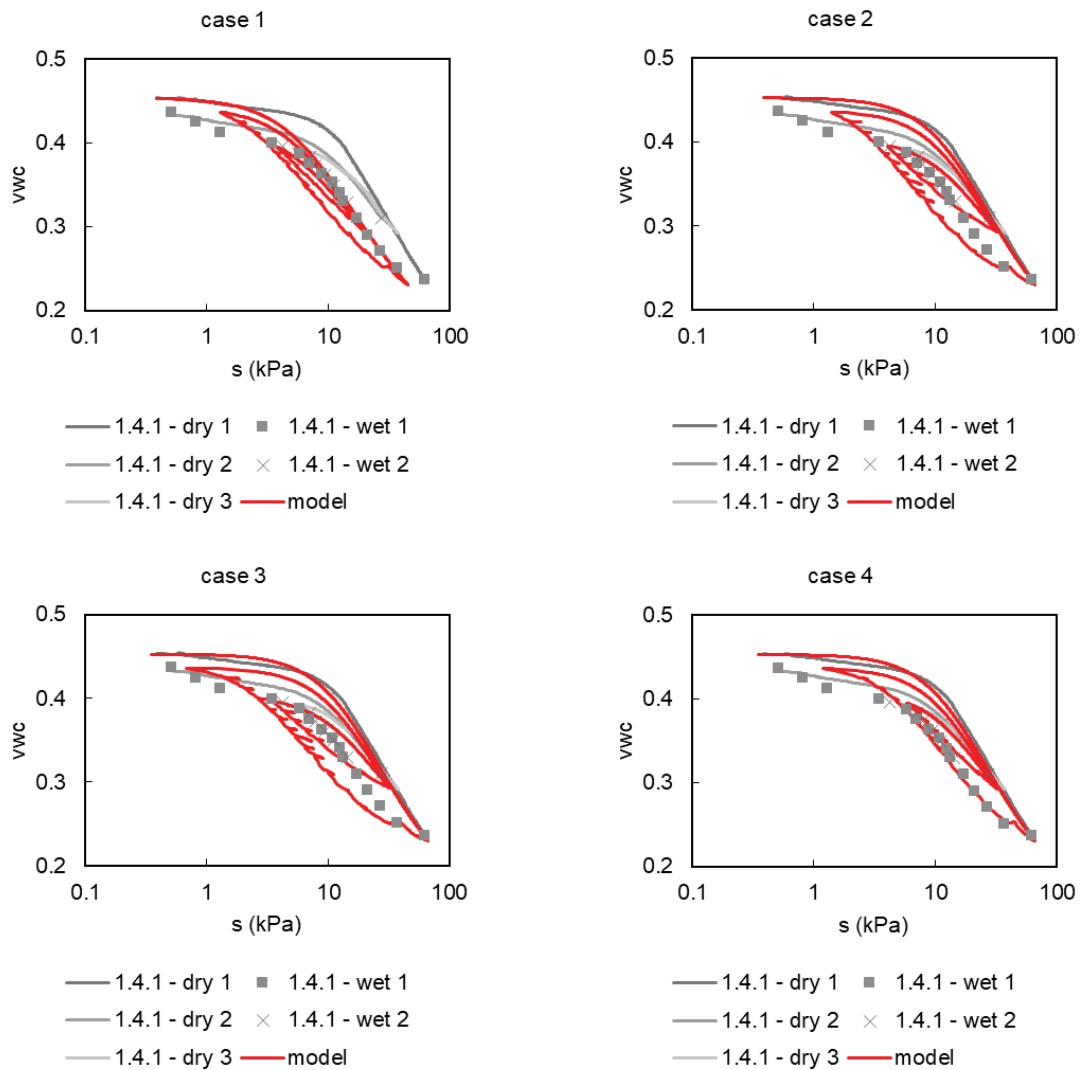 case 1
0.5
0.4
0.3
0.2
vwc
0.1 1 10 100
s (kPa)
1.4.1 - dry 1 1.4.1 - wet 1
1.4.1 - dry 2 1.4.1 - wet 2
1.4.1 - dry 3 model
case 2
0.5
0.4
0.3
0.2
vwc
0.1 1 10 100
s (kPa)
1.4.1 - dry 1 1.4.1 - wet 1
1.4.1 - dry 2 1.4.1 - wet 2
1.4.1 - dry 3 model
case 3
0.5
0.4
0.3
0.2
vwc
0.1 1 10 100
s (kPa)
1.4.1 - dry 1 1.4.1 - wet 1
1.4.1 - dry 2 1.4.1 - wet 2
1.4.1 - dry 3 model
case 4
0.5
0.4
0.3
0.2
vwc
0.1 1 10 100
s (kPa)
1.4.1 - dry 1 1.4.1 - wet 1
1.4.1 - dry 2 1.4.1 - wet 2
1.4.1 - dry 3 model